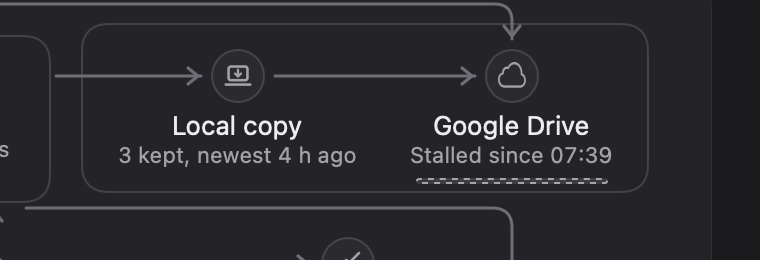 Local copy
Google Drive
s
3 kept, newest 4 h ago
Stalled since 07:39